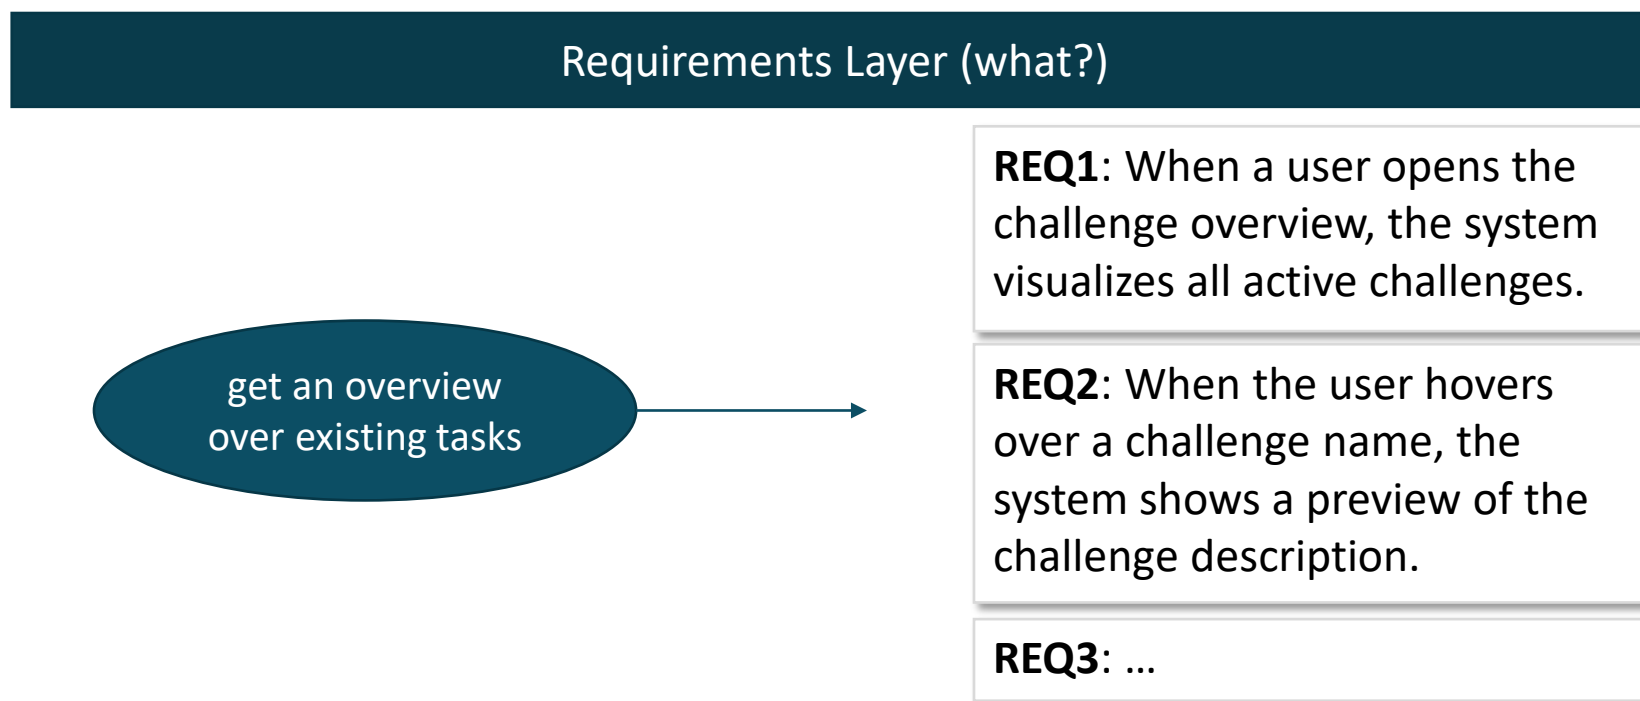 Requirements Layer (what?)
get an overview
over existing tasks
REQ1: When a user opens the
challenge overview, the system
visualizes all active challenges.
REQ2: When the user hovers
over a challenge name, the
system shows a preview of the
challenge description.
REQ3: ...